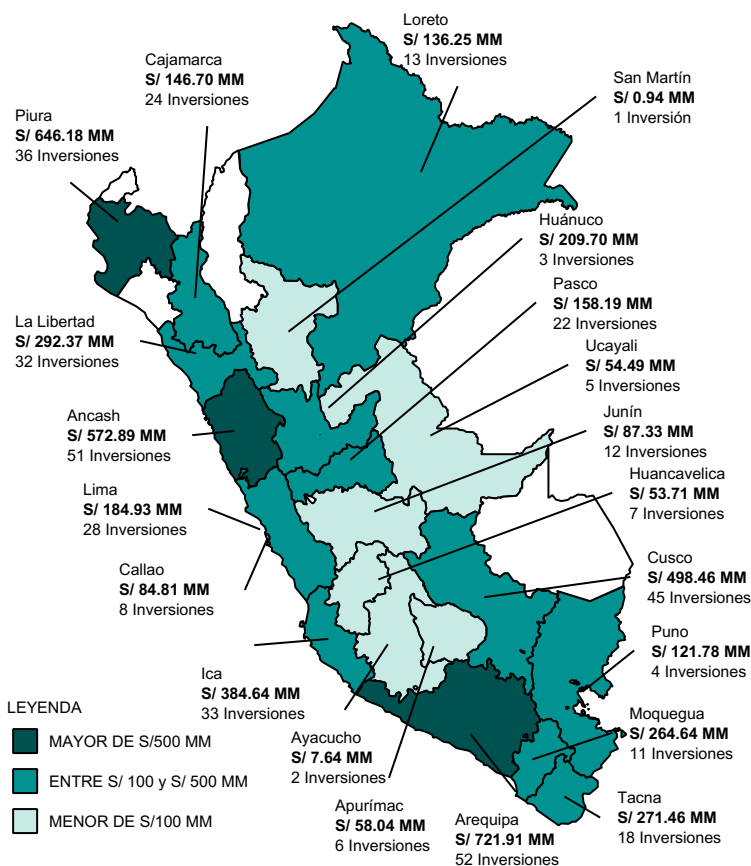 Loreto
S/ 136.25 MM
13 Inversiones
Cajamarca
S/ 146.70 MM
24 Inversiones
San Martín
S/ 0.94 MM
1 Inversión
Piura
S/ 646.18 MM
36 Inversiones
Huánuco
S/ 209.70 MM
3 Inversiones
Pasco
S/ 158.19 MM
22 Inversiones
La Libertad
S/ 292.37 MM
32 Inversiones
Ucayali
S/ 54.49 MM
5 Inversiones
Ancash
S/ 572.89 MM
51 Inversiones
Junín
S/ 87.33 MM
12 Inversiones
Lima
S/ 184.93 MM
28 Inversiones
Huancavelica
S/ 53.71 MM
7 Inversiones
Callao
S/ 84.81 MM
8 Inversiones
Cusco
S/ 498.46 MM
45 Inversiones
Puno
S/ 121.78 MM
4 Inversiones
Ica
S/ 384.64 MM
33 Inversiones
Moquegua
S/ 264.64 MM
11 Inversiones
Ayacucho
S/ 7.64 MM
2 Inversiones
Apurímac
S/ 58.04 MM
6 Inversiones
Arequipa
S/ 721.91 MM
52 Inversiones
Tacna
S/ 271.46 MM
18 Inversiones
LEYENDA
MAYOR DE S/500 MM
ENTRE S/ 100 y S/ 500 MM
MENOR DE S/100 MM